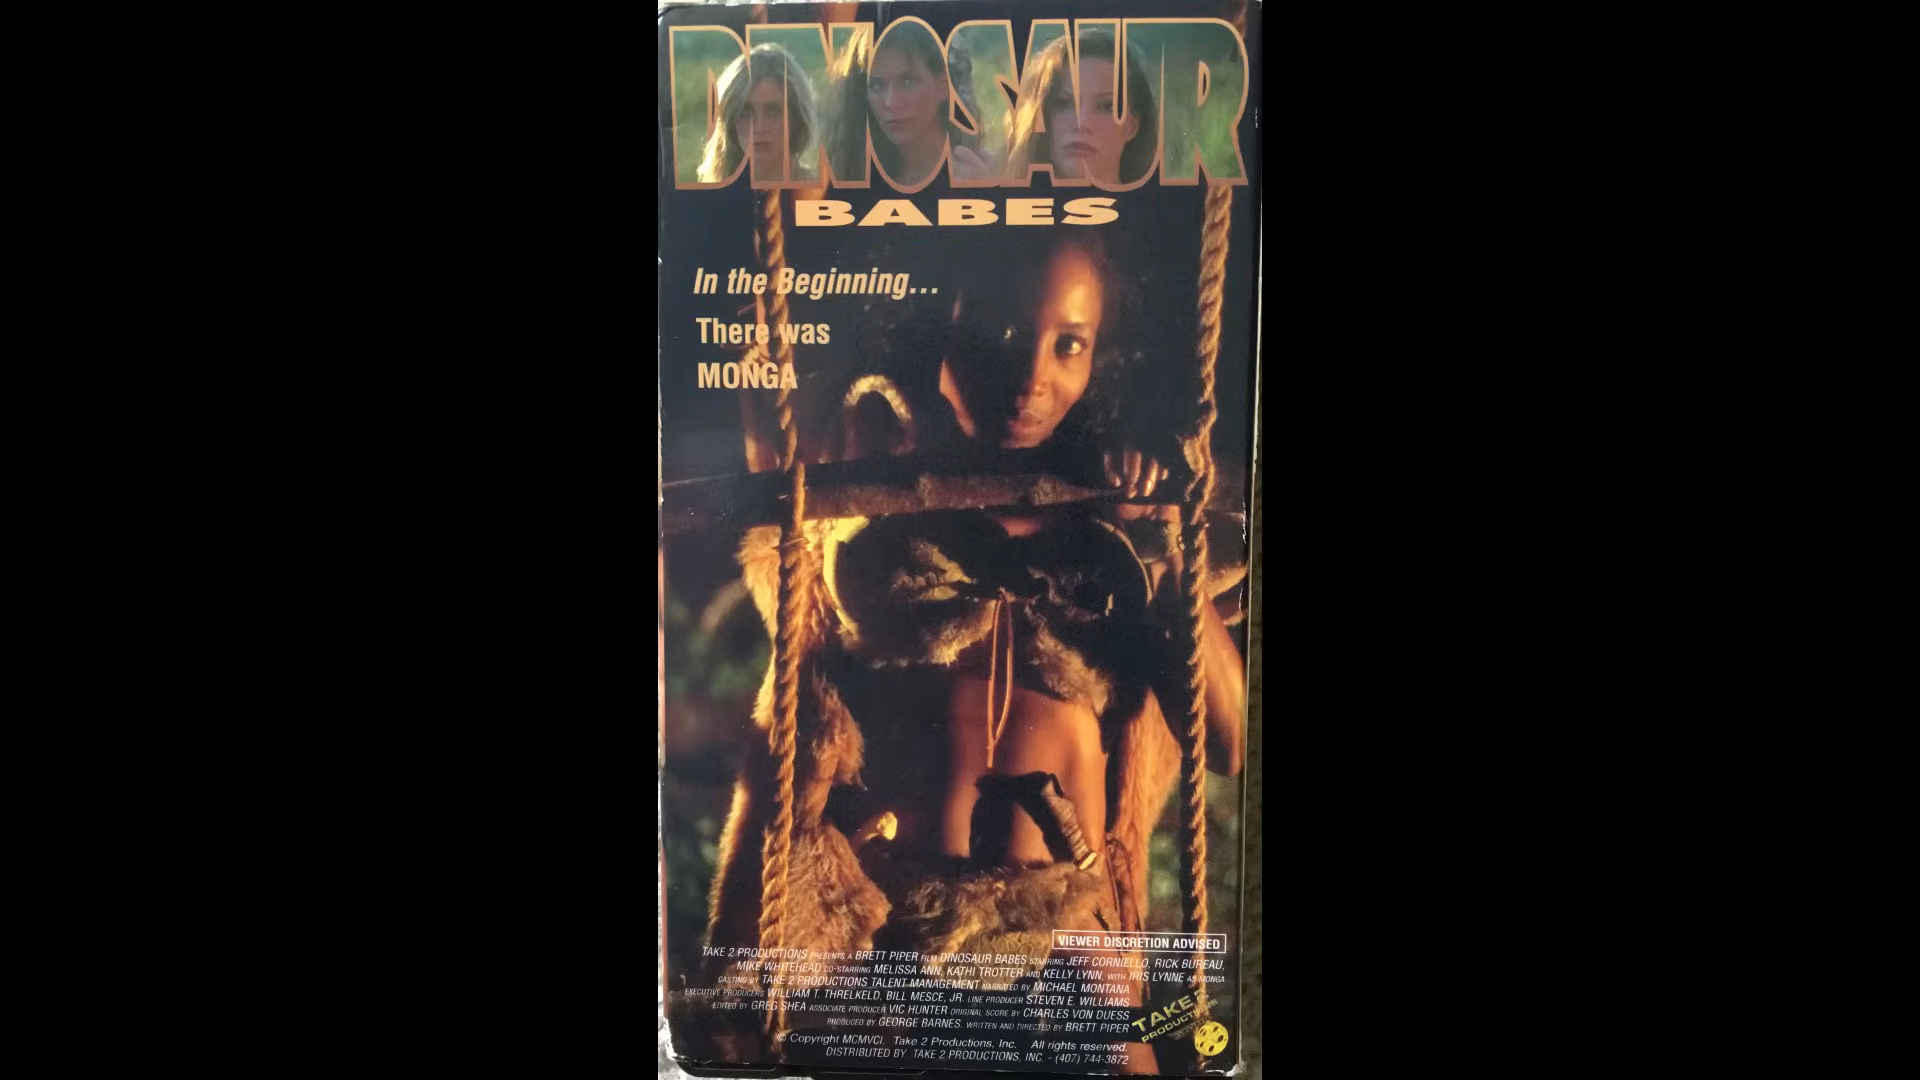 DINOSAUR
BABES
In the Beginning...
There was
MONGA
VIEWER DISCRETION ADVISED
TAKE 2 PRODUCTIONS PRESENTS A BRETT PIPER FILM DINOSAUR BABES STARRING JEFF CORNIELLO, RICK BUREAU,
MIKE WHITEHEAD CO-STARRING MELISSA ANN, KATHI TROTTER AND KELLY LYNN, WITH IRIS LYNNE AS MONGA
CASTING BY TAKE 2 PRODUCTIONS TALENT MANAGEMENT NARRATED BY MICHAEL MONTANA
EXECUTIVE PRODUCERS WILLIAM T. THRELKELD, BILL MESCE, JR. LINE PRODUCER STEVEN E. WILLIAMS
EDITED BY GREG SHEA ASSOCIATE PRODUCER VIC HUNTER ORIGINAL SCORE BY CHARLES VON DUESS
PRODUCED BY GEORGE BARNES. WRITTEN AND DIRECTED BY BRETT PIPER
TAKE 2
PRODUCTIONS
© Copyright MCMVCI. Take 2 Productions, Inc. All rights reserved.
DISTRIBUTED BY TAKE 2 PRODUCTIONS, INC. - (407) 744-3872